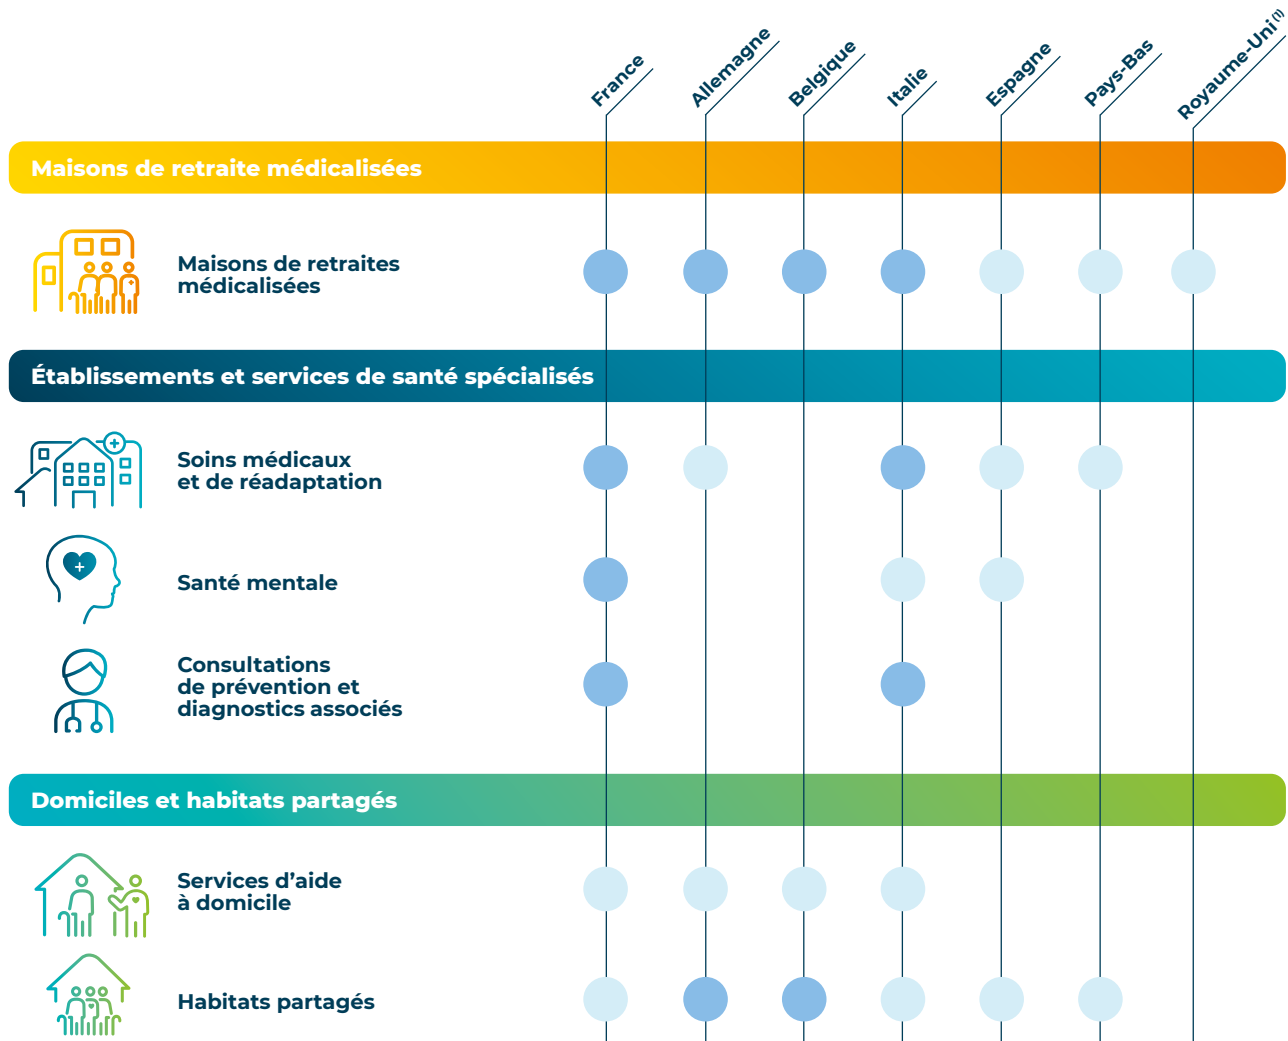 France
Allemagne
Belgique
Italie
Espagne
Pays-Bas
Royaume-Uni(1)
Maisons de retraite médicalisées
Maisons de retraites
médicalisées
Établissements et services de santé spécialisés
Soins médicaux
et de réadaptation
Santé mentale
Consultations
de prévention et
diagnostics associés
Domiciles et habitats partagés
Services d’aide
à domicile
Habitats partagés